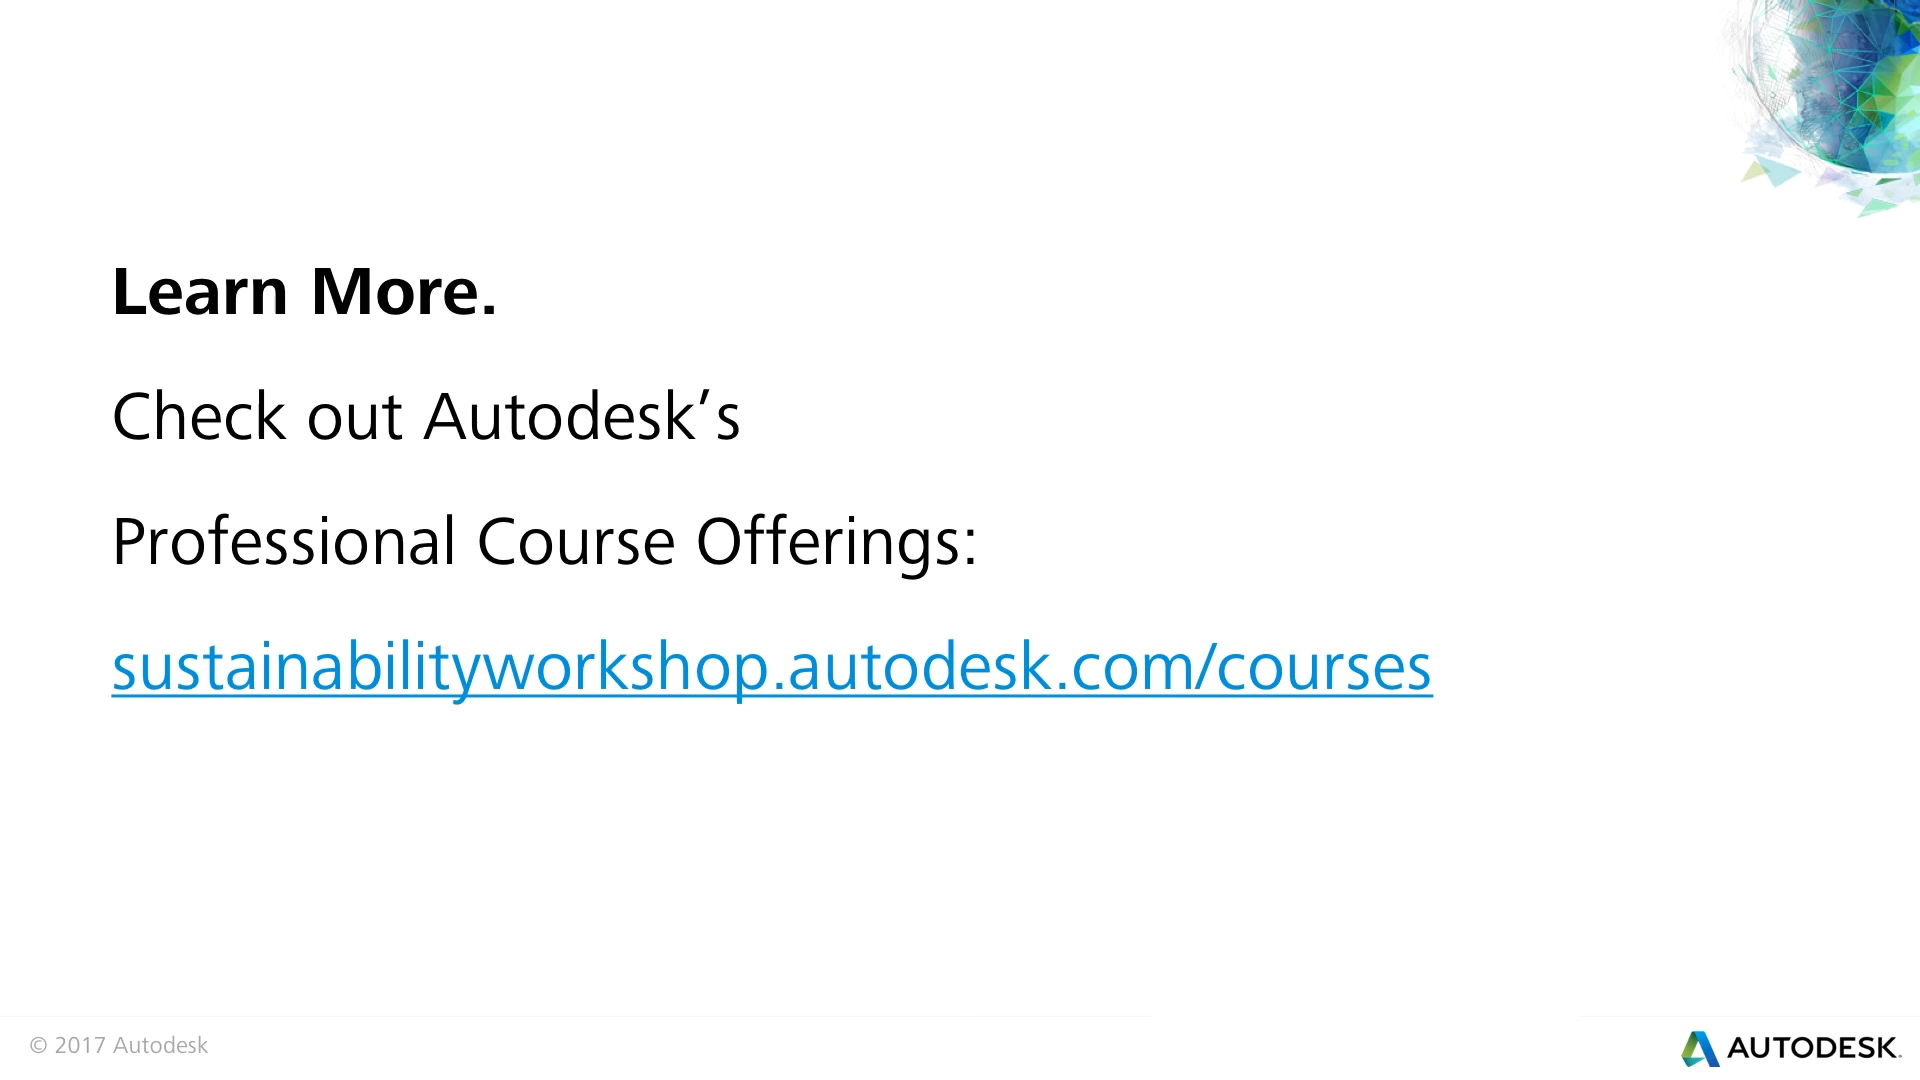 Learn More.
Check out Autodesk’s
Professional Course Offerings:
sustainabilityworkshop.autodesk.com/courses
© 2017 Autodesk
AUTODESK.